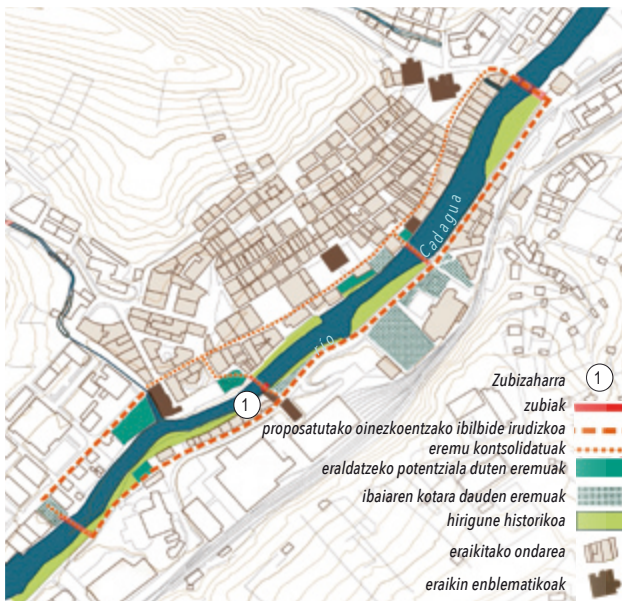 Cadagua
río
1
Zubizaharra 1
zubiak
proposatutako oinezkoentzako ibilbide irudizkoa
eremu kontsolidatuak
eraldatzeko potentziala duten eremuak
ibaiaren kotara dauden eremuak
hirigune historikoa
eraikitako ondarea
eraikin enblematikoak